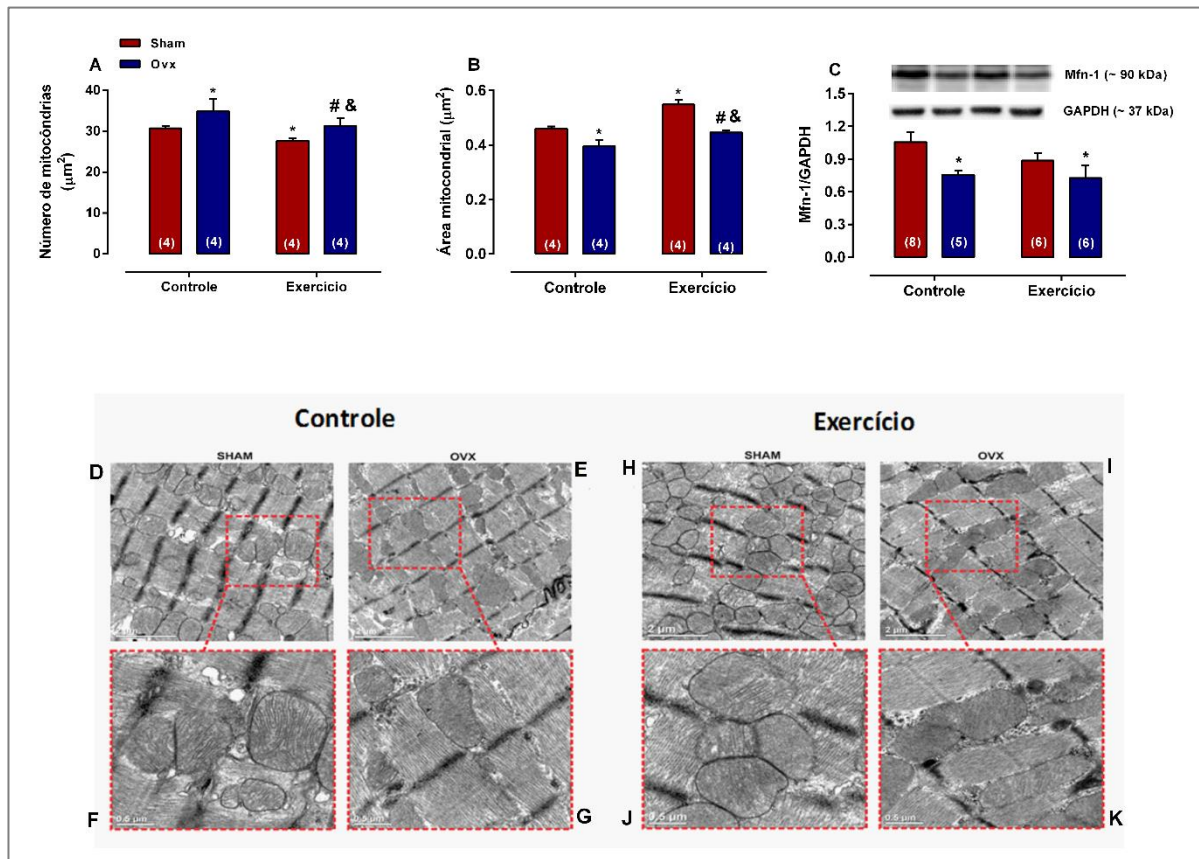 Sham
Ovx
A
Número de mitocôndrias
(µm²)
40
30
20
10
0
*
*
# &
(4)
(4)
(4)
(4)
Controle
Exercício
B
Área mitocondrial (µm²)
0.6
0.4
0.2
0.0
*
*
# &
(4)
(4)
(4)
(4)
Controle
Exercício
C
Mfn-1 (~ 90 kDa)
GAPDH (~ 37 kDa)
Mfn-1/GAPDH
1.5
1.2
0.9
0.6
0.3
0.0
*
*
(8)
(5)
(6)
(6)
Controle
Exercício
Controle
Exercício
D
SHAM
OVX
E
H
SHAM
OVX
I
2 µm
2 µm
2 µm
2 µm
F
0.5 µm
0.5 µm
G
J
0.5 µm
0.5 µm
K